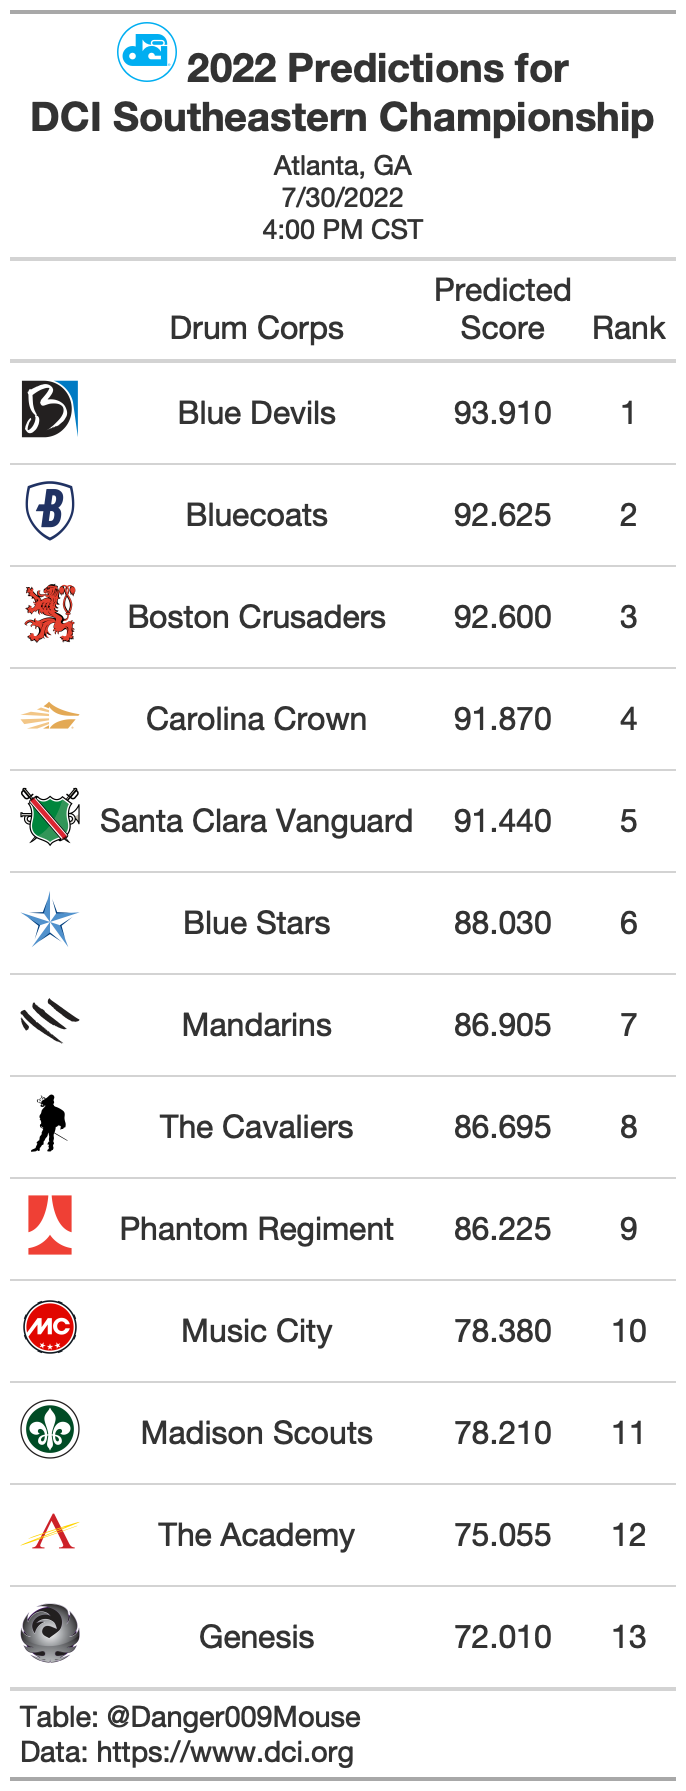 dci 2022 Predictions for
DCI Southeastern Championship
Atlanta, GA
7/30/2022
4:00 PM CST
Predicted
Drum Corps Score Rank
B Blue Devils 93.910 1
B Bluecoats 92.625 2
Boston Crusaders 92.600 3
Carolina Crown 91.870 4
Santa Clara Vanguard 91.440 5
Blue Stars 88.030 6
Mandarins 86.905 7
The Cavaliers 86.695 8
Phantom Regiment 86.225 9
MC Music City 78.380 10
Madison Scouts 78.210 11
A The Academy 75.055 12
Genesis 72.010 13
Table: @Danger009Mouse
Data: https://www.dci.org